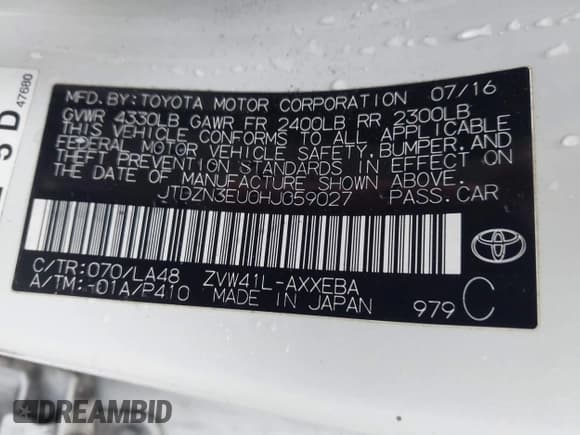 MFD. BY: TOYOTA MOTOR CORPORATION 07/16
GVWR 4330LB GAWR FR 2400LB RR 2300LB
THIS VEHICLE CONFORMS TO ALL APPLICABLE
FEDERAL MOTOR VEHICLE SAFETY, BUMPER, AND
THEFT PREVENTION STANDARDS IN EFFECT ON
THE DATE OF MANUFACTURE SHOWN ABOVE.
JTDZN3EU0HJ059027 PASS.CAR
C/TR:070/LA48 ZVW41L-AXXEBA
A/TM:-01A/P410 MADE IN JAPAN 979 C
TOYOTA
47680
DREAMBID